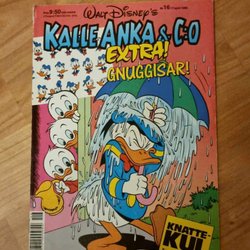 WALT DISNEY'S
KALLE ANKA & C:O
EXTRA!
GNUGGISAR!
KNATTE-
KUL